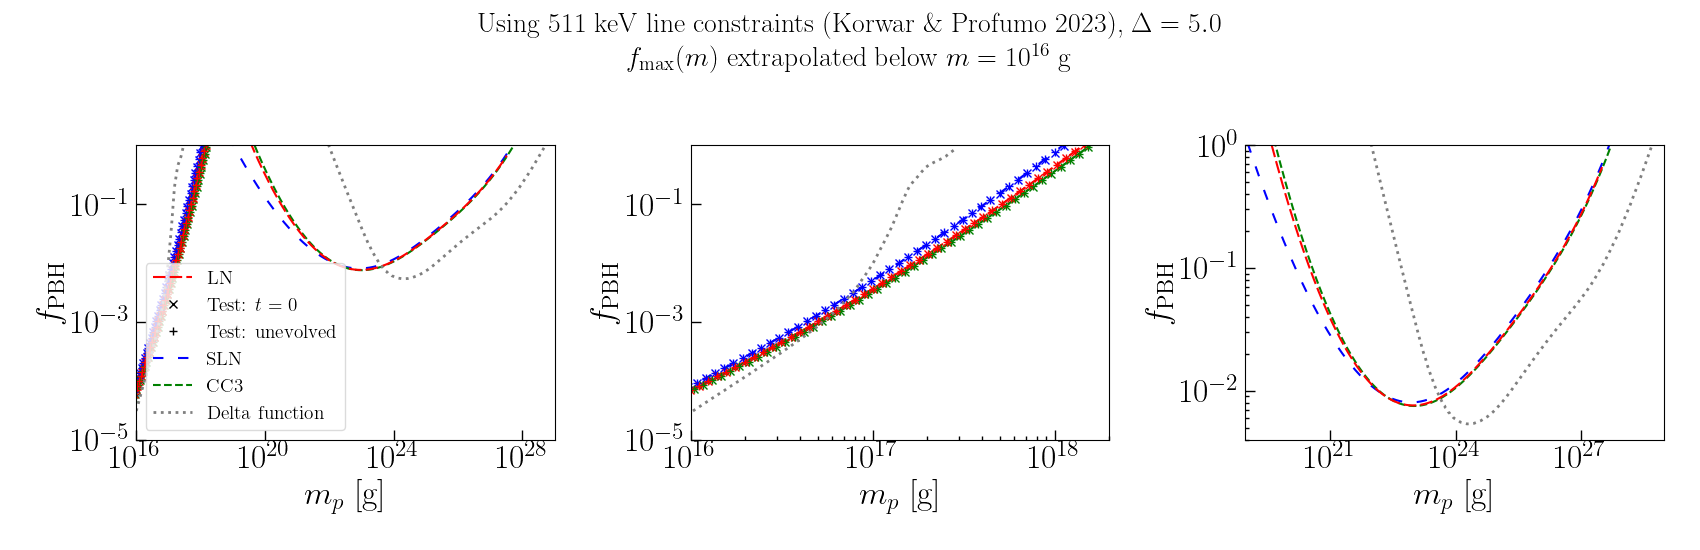 Using 511 keV line constraints (Korwar & Profumo 2023), Δ = 5.0
f_max(m) extrapolated below m = 10^16 g
f_PBH
10^−1
10^−3
10^−5
LN
Test: t = 0
Test: unevolved
SLN
CC3
Delta function
10^16 10^20 10^24 10^28
m_p [g]
f_PBH
10^−1
10^−3
10^−5
10^16 10^17 10^18
m_p [g]
f_PBH
10^0
10^−1
10^−2
10^21 10^24 10^27
m_p [g]